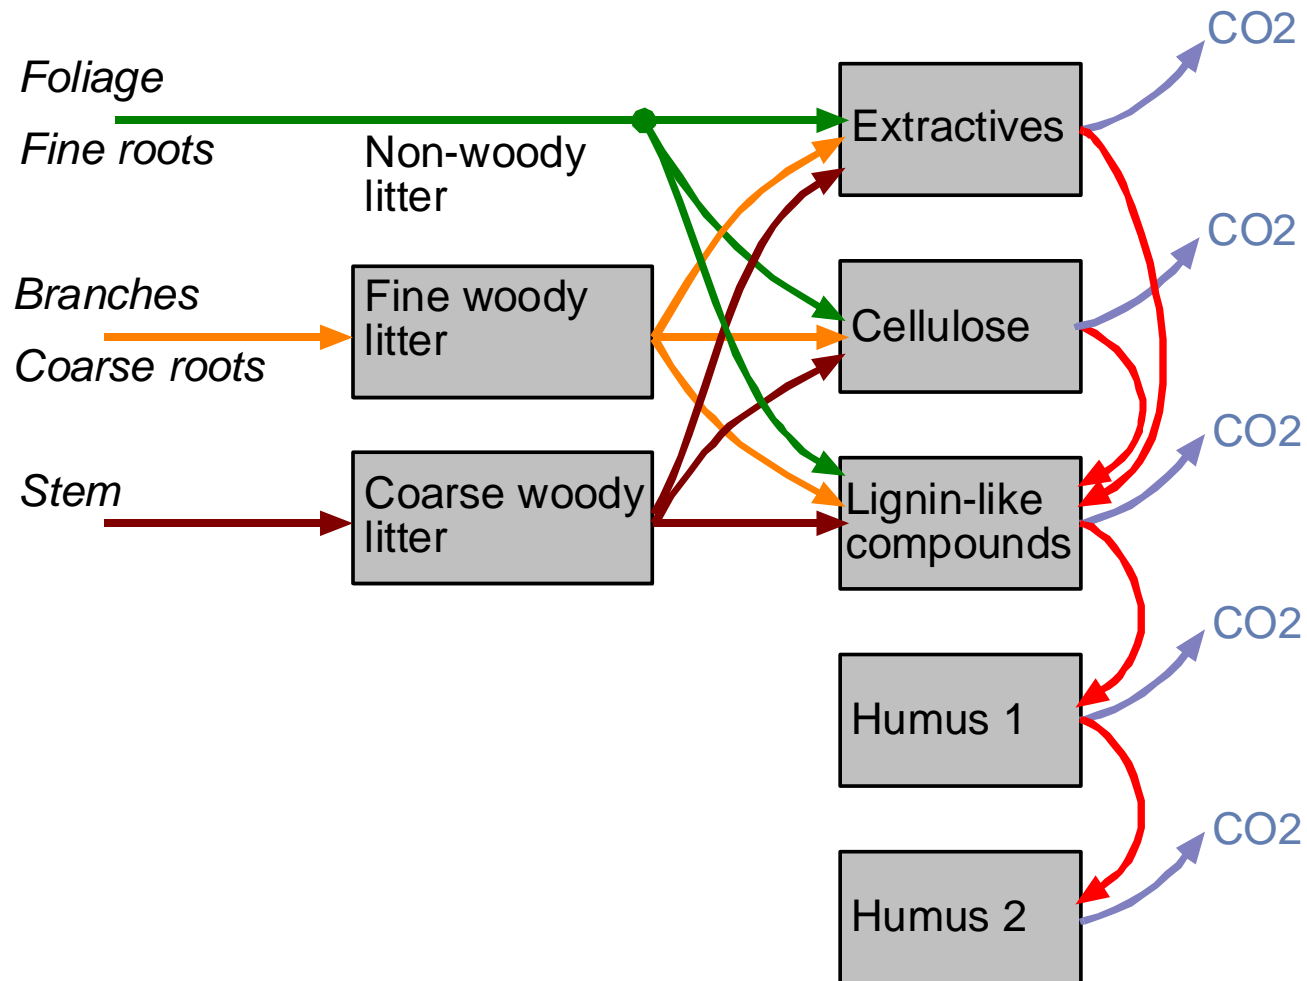 Foliage
Fine roots
Non-woody
litter
Branches
Coarse roots
Fine woody
litter
Stem
Coarse woody
litter
Extractives
CO2
Cellulose
CO2
Lignin-like
compounds
CO2
Humus 1
CO2
Humus 2
CO2